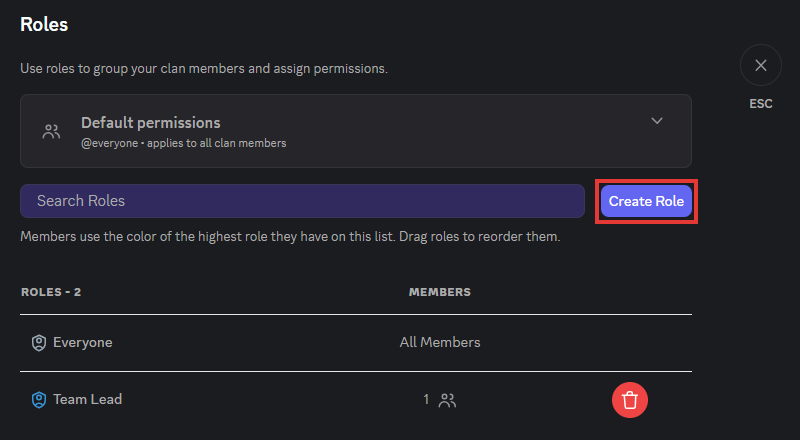 Roles
Use roles to group your clan members and assign permissions.
Default permissions
@everyone • applies to all clan members
ESC
Search Roles
Create Role
Members use the color of the highest role they have on this list. Drag roles to reorder them.
ROLES - 2 MEMBERS
Everyone All Members
Team Lead 1